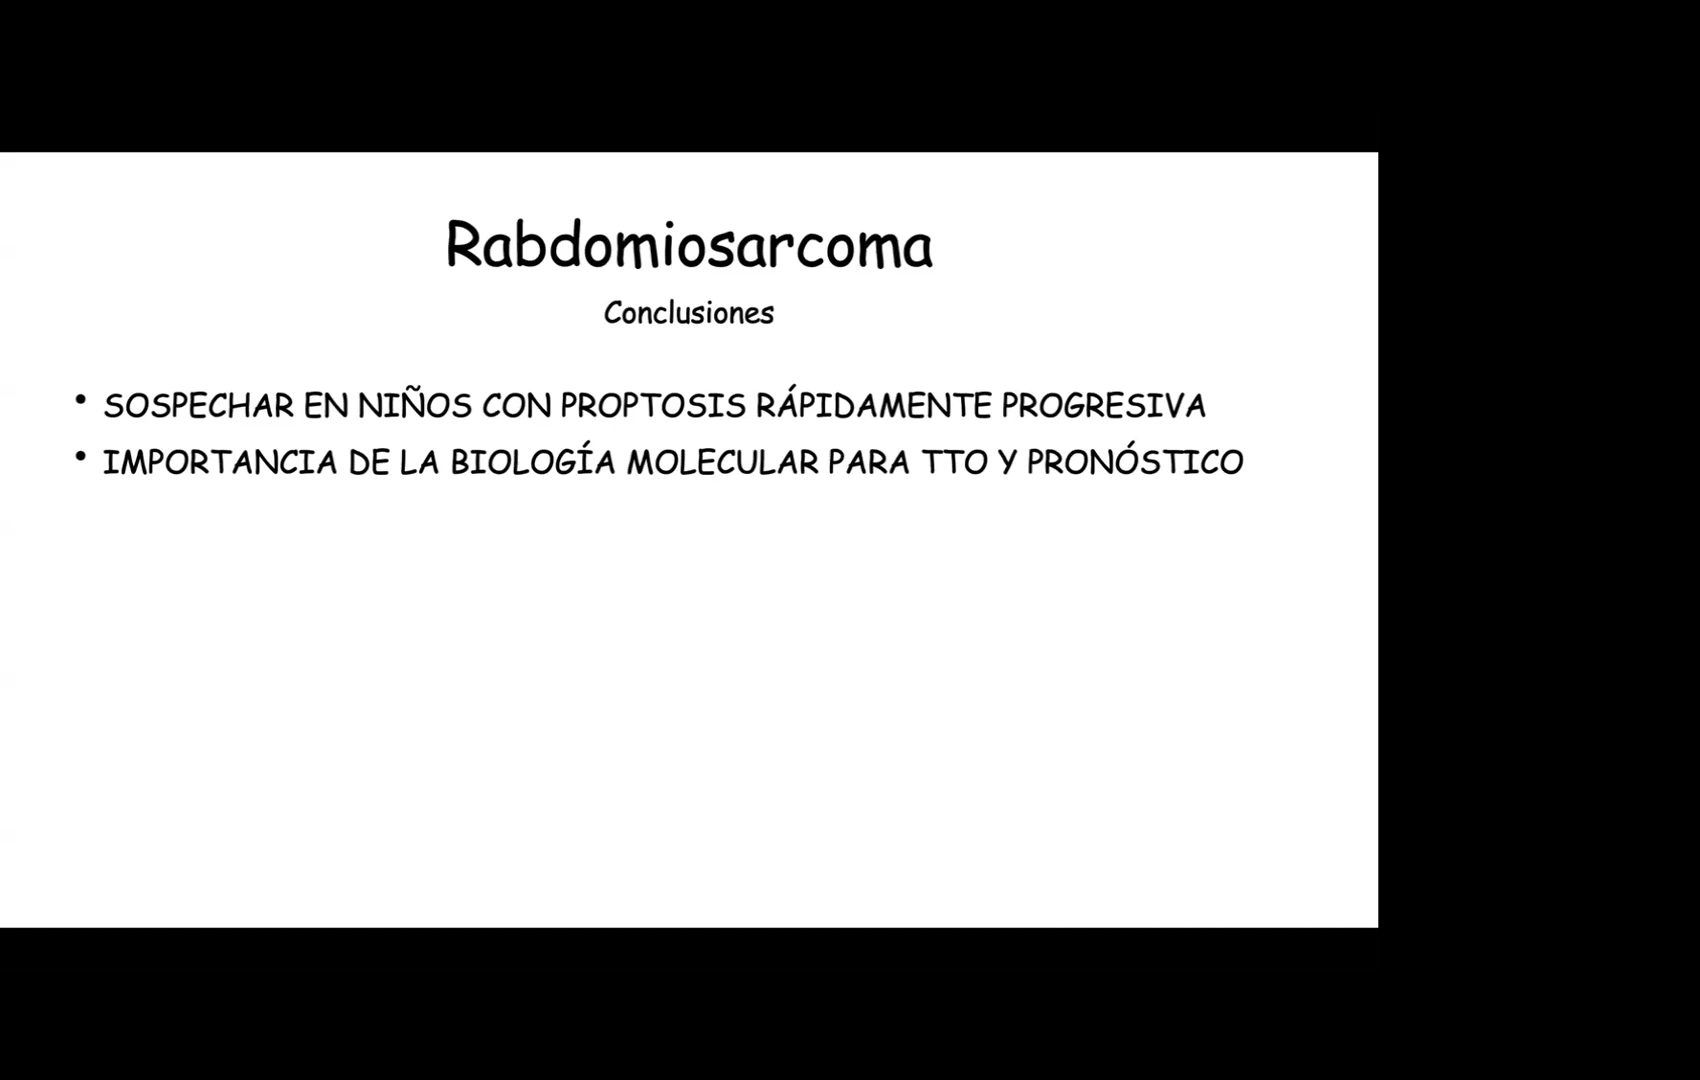 Rabdomiosarcoma
Conclusiones
• SOSPECHAR EN NIÑOS CON PROPTOSIS RÁPIDAMENTE PROGRESIVA
• IMPORTANCIA DE LA BIOLOGÍA MOLECULAR PARA TTO Y PRONÓSTICO